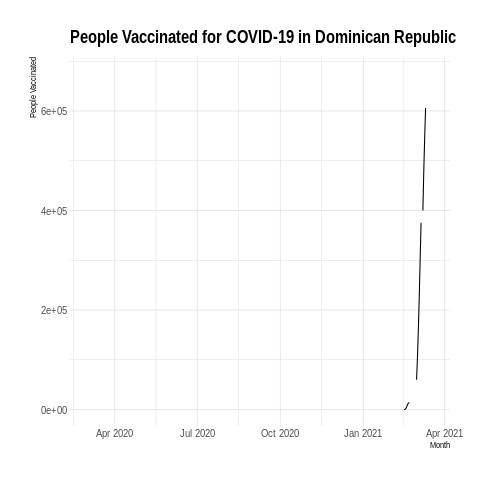 People Vaccinated for COVID-19 in Dominican Republic
People Vaccinated
6e+05
4e+05
2e+05
0e+00
Apr 2020 Jul 2020 Oct 2020 Jan 2021 Apr 2021
Month